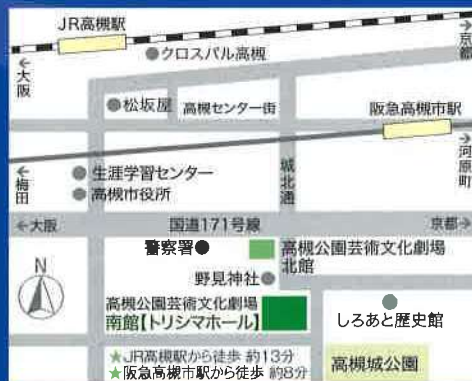 JR高槻駅
→京都
●クロスパル高槻
←大阪
●松坂屋
高槻センター街
阪急高槻市駅
→河原町
←梅田
●生涯学習センター
●高槻市役所
城北通
←大阪
国道171号線
京都→
警察署●
高槻公園芸術文化劇場
北館
N
野見神社●
高槻公園芸術文化劇場
南館【トリシマホール】
しろあと歴史館
★JR高槻駅から徒歩 約13分
★阪急高槻市駅から徒歩 約8分
高槻城公園